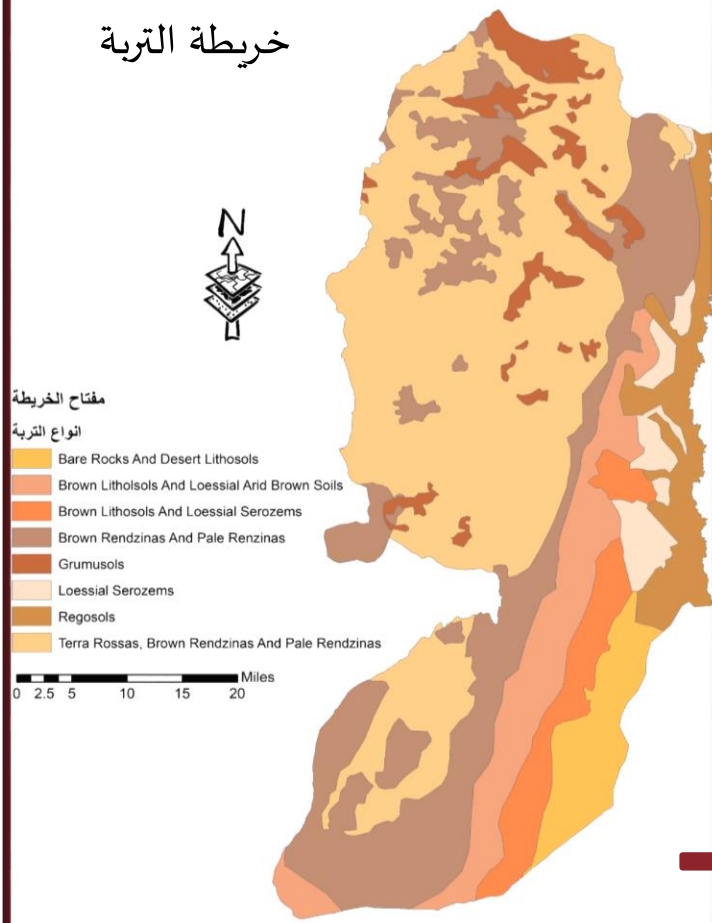 خريطة التربة
N
مفتاح الخريطة
انواع التربة
Bare Rocks And Desert Lithosols
Brown Litholsols And Loessial Arid Brown Soils
Brown Lithosols And Loessial Serozems
Brown Rendzinas And Pale Renzinas
Grumusols
Loessial Serozems
Regosols
Terra Rossas, Brown Rendzinas And Pale Rendzinas
Miles
0 2.5 5 10 15 20